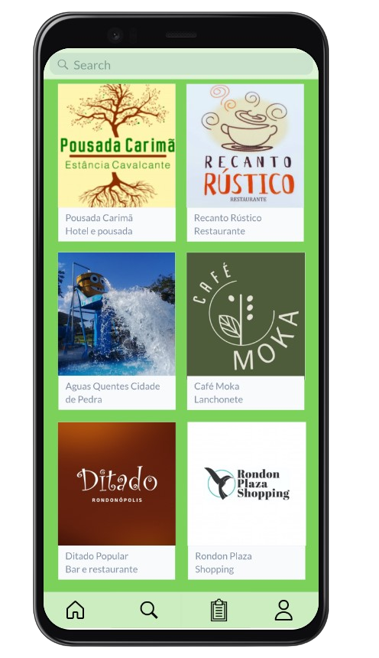 Search
Pousada Carimã
Estância Cavalcante
Pousada Carimã
Hotel e pousada
RECANTO
RÚSTICO
RESTAURANTE
Recanto Rústico
Restaurante
Aguas Quentes Cidade
de Pedra
CAFÉ
MOKA
Café Moka
Lanchonete
Ditado
RONDONÓPOLIS
Ditado Popular
Bar e restaurante
Rondon
Plaza
Shopping
Rondon Plaza
Shopping